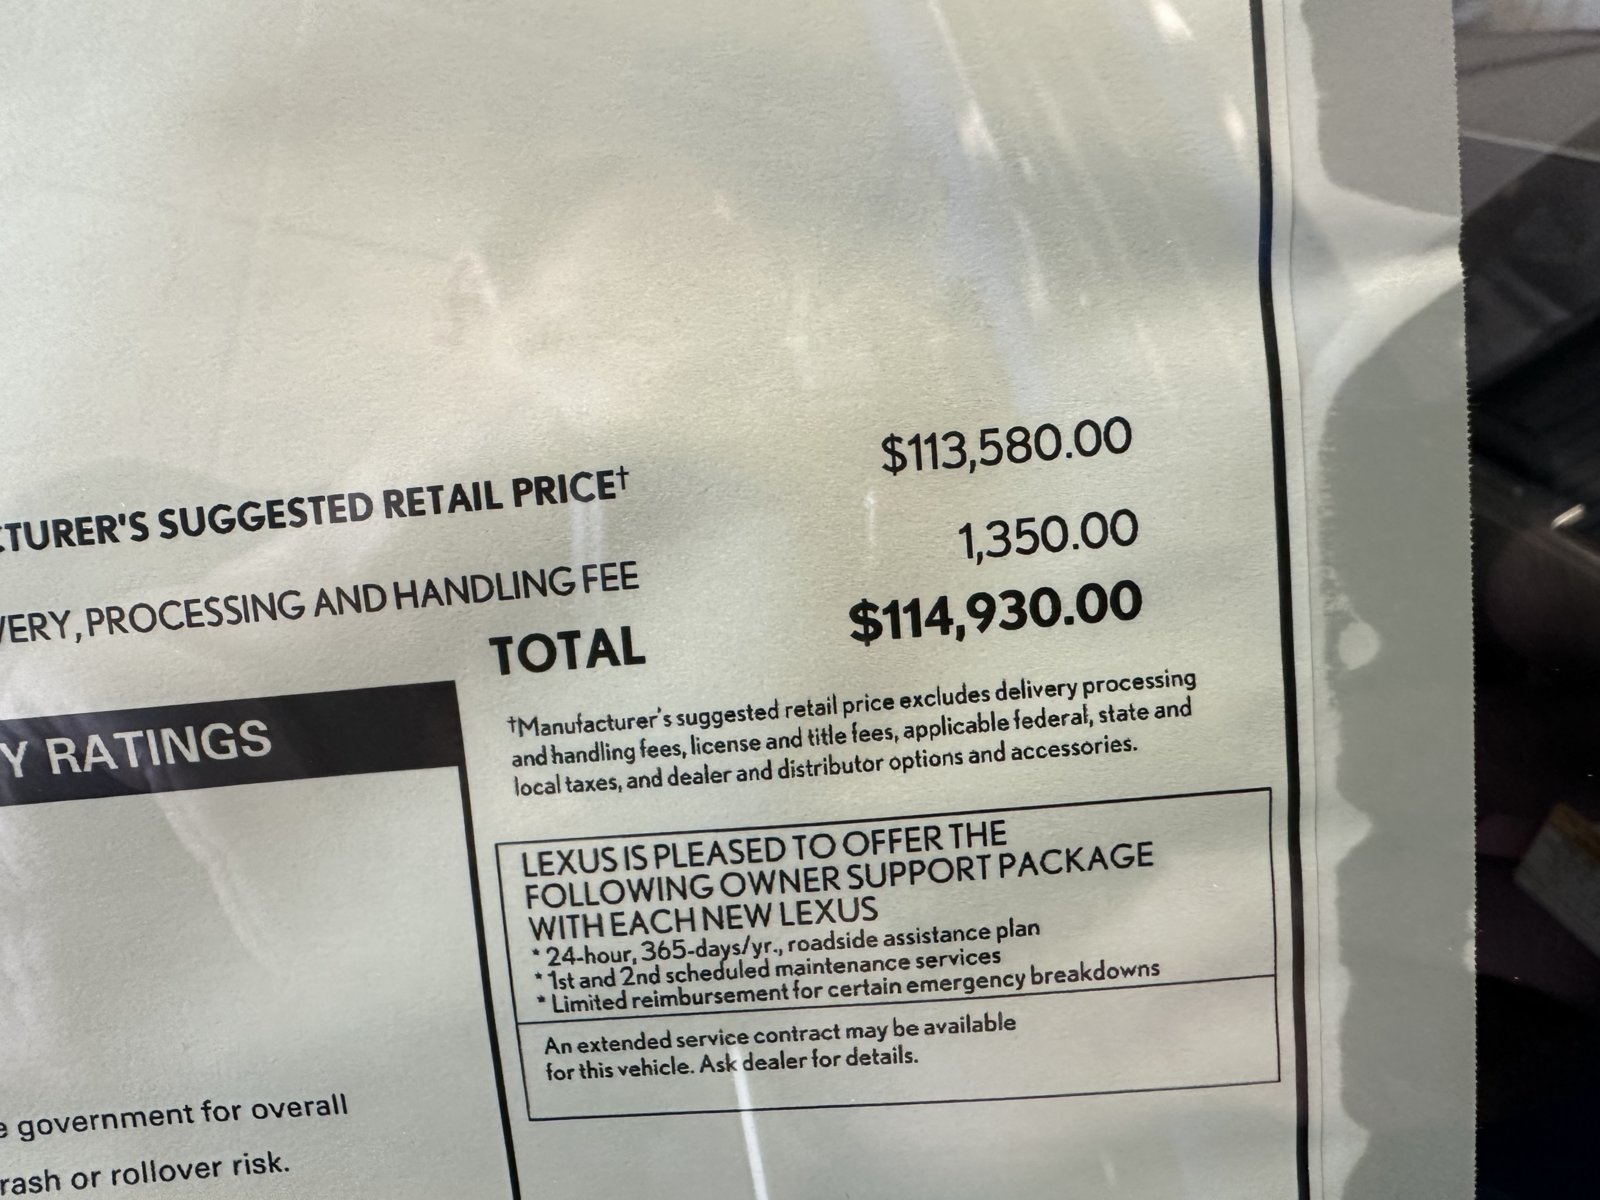 $113,580.00
CTURER'S SUGGESTED RETAIL PRICE†
1,350.00
VERY, PROCESSING AND HANDLING FEE
$114,930.00
TOTAL
†Manufacturer's suggested retail price excludes delivery processing
and handling fees, license and title fees, applicable federal, state and
local taxes, and dealer and distributor options and accessories.
Y RATINGS
LEXUS IS PLEASED TO OFFER THE
FOLLOWING OWNER SUPPORT PACKAGE
WITH EACH NEW LEXUS
* 24-hour, 365-days/yr., roadside assistance plan
* 1st and 2nd scheduled maintenance services
* Limited reimbursement for certain emergency breakdowns
An extended service contract may be available
for this vehicle. Ask dealer for details.
e government for overall
rash or rollover risk.